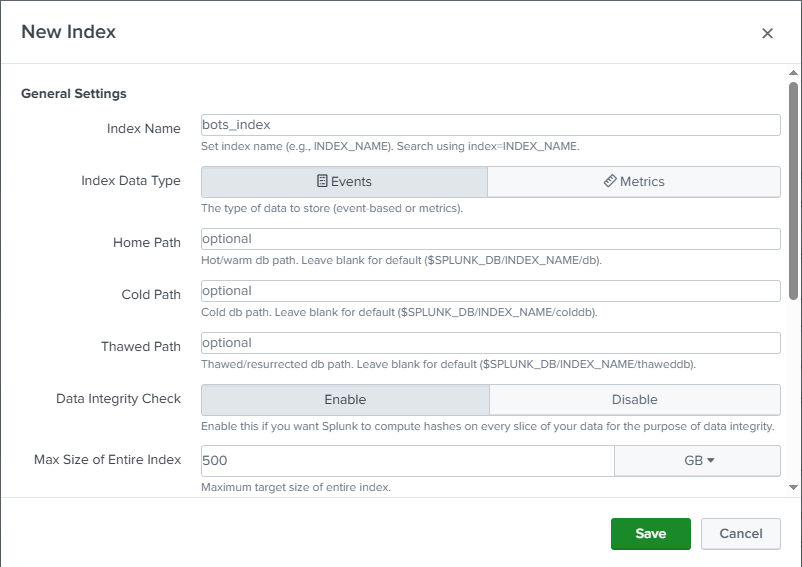 New Index
General Settings
Index Name
bots_index
Set index name (e.g., INDEX_NAME). Search using index=INDEX_NAME.
Index Data Type
Events
Metrics
The type of data to store (event-based or metrics).
Home Path
optional
Hot/warm db path. Leave blank for default ($SPLUNK_DB/INDEX_NAME/db).
Cold Path
optional
Cold db path. Leave blank for default ($SPLUNK_DB/INDEX_NAME/colddb).
Thawed Path
optional
Thawed/resurrected db path. Leave blank for default ($SPLUNK_DB/INDEX_NAME/thaweddb).
Data Integrity Check
Enable
Disable
Enable this if you want Splunk to compute hashes on every slice of your data for the purpose of data integrity.
Max Size of Entire Index
500
GB
Maximum target size of entire index.
Save
Cancel